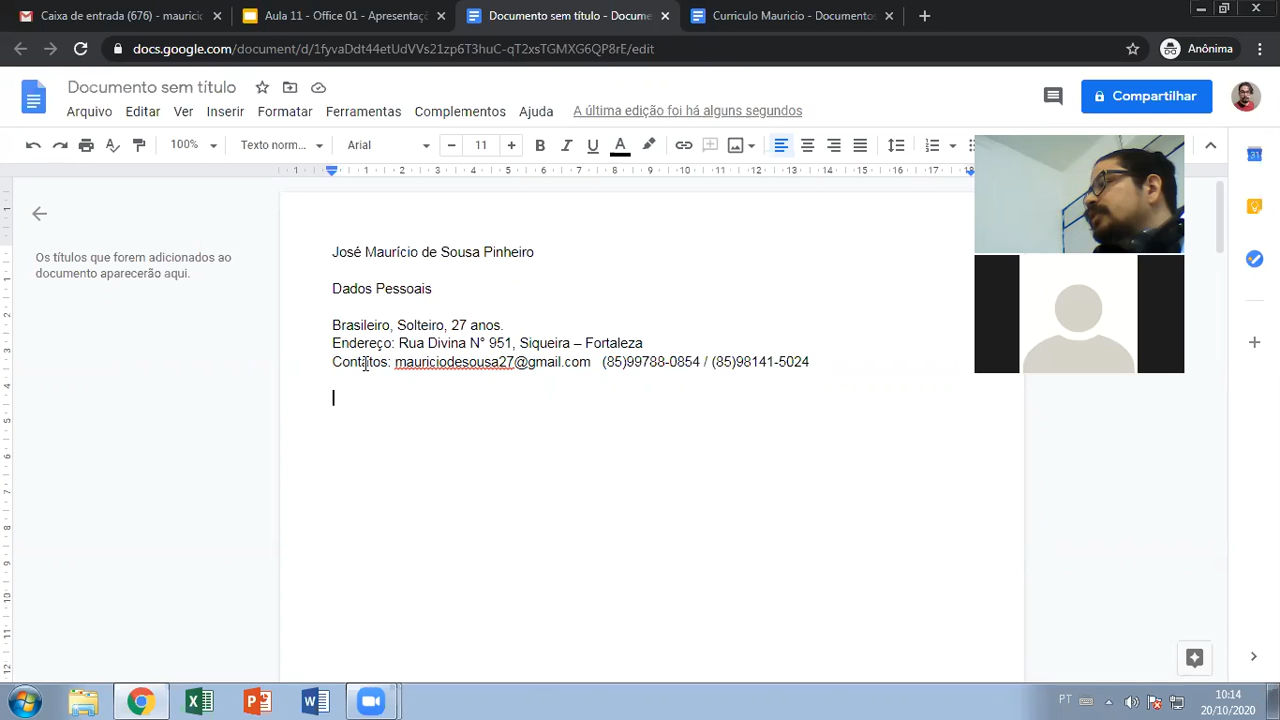 Caixa de entrada (676) - maurici
Aula 11 - Office 01 - Apresentaç
Documento sem título - Docume
Currículo Mauricio - Documentos
docs.google.com/document/d/1fyvaDdt44etUdVVs21zp6T3huC-qT2xsTGMXG6QP8rE/edit
Anônima
Documento sem título
Arquivo Editar Ver Inserir Formatar Ferramentas Complementos Ajuda A última edição foi há alguns segundos
Compartilhar
100% Texto norm... Arial 11
Os títulos que forem adicionados ao
documento aparecerão aqui.
José Maurício de Sousa Pinheiro
Dados Pessoais
Brasileiro, Solteiro, 27 anos.
Endereço: Rua Divina N° 951, Siqueira – Fortaleza
Contatos: mauriciodesousa27@gmail.com (85)99788-0854 / (85)98141-5024
PT
10:14
20/10/2020